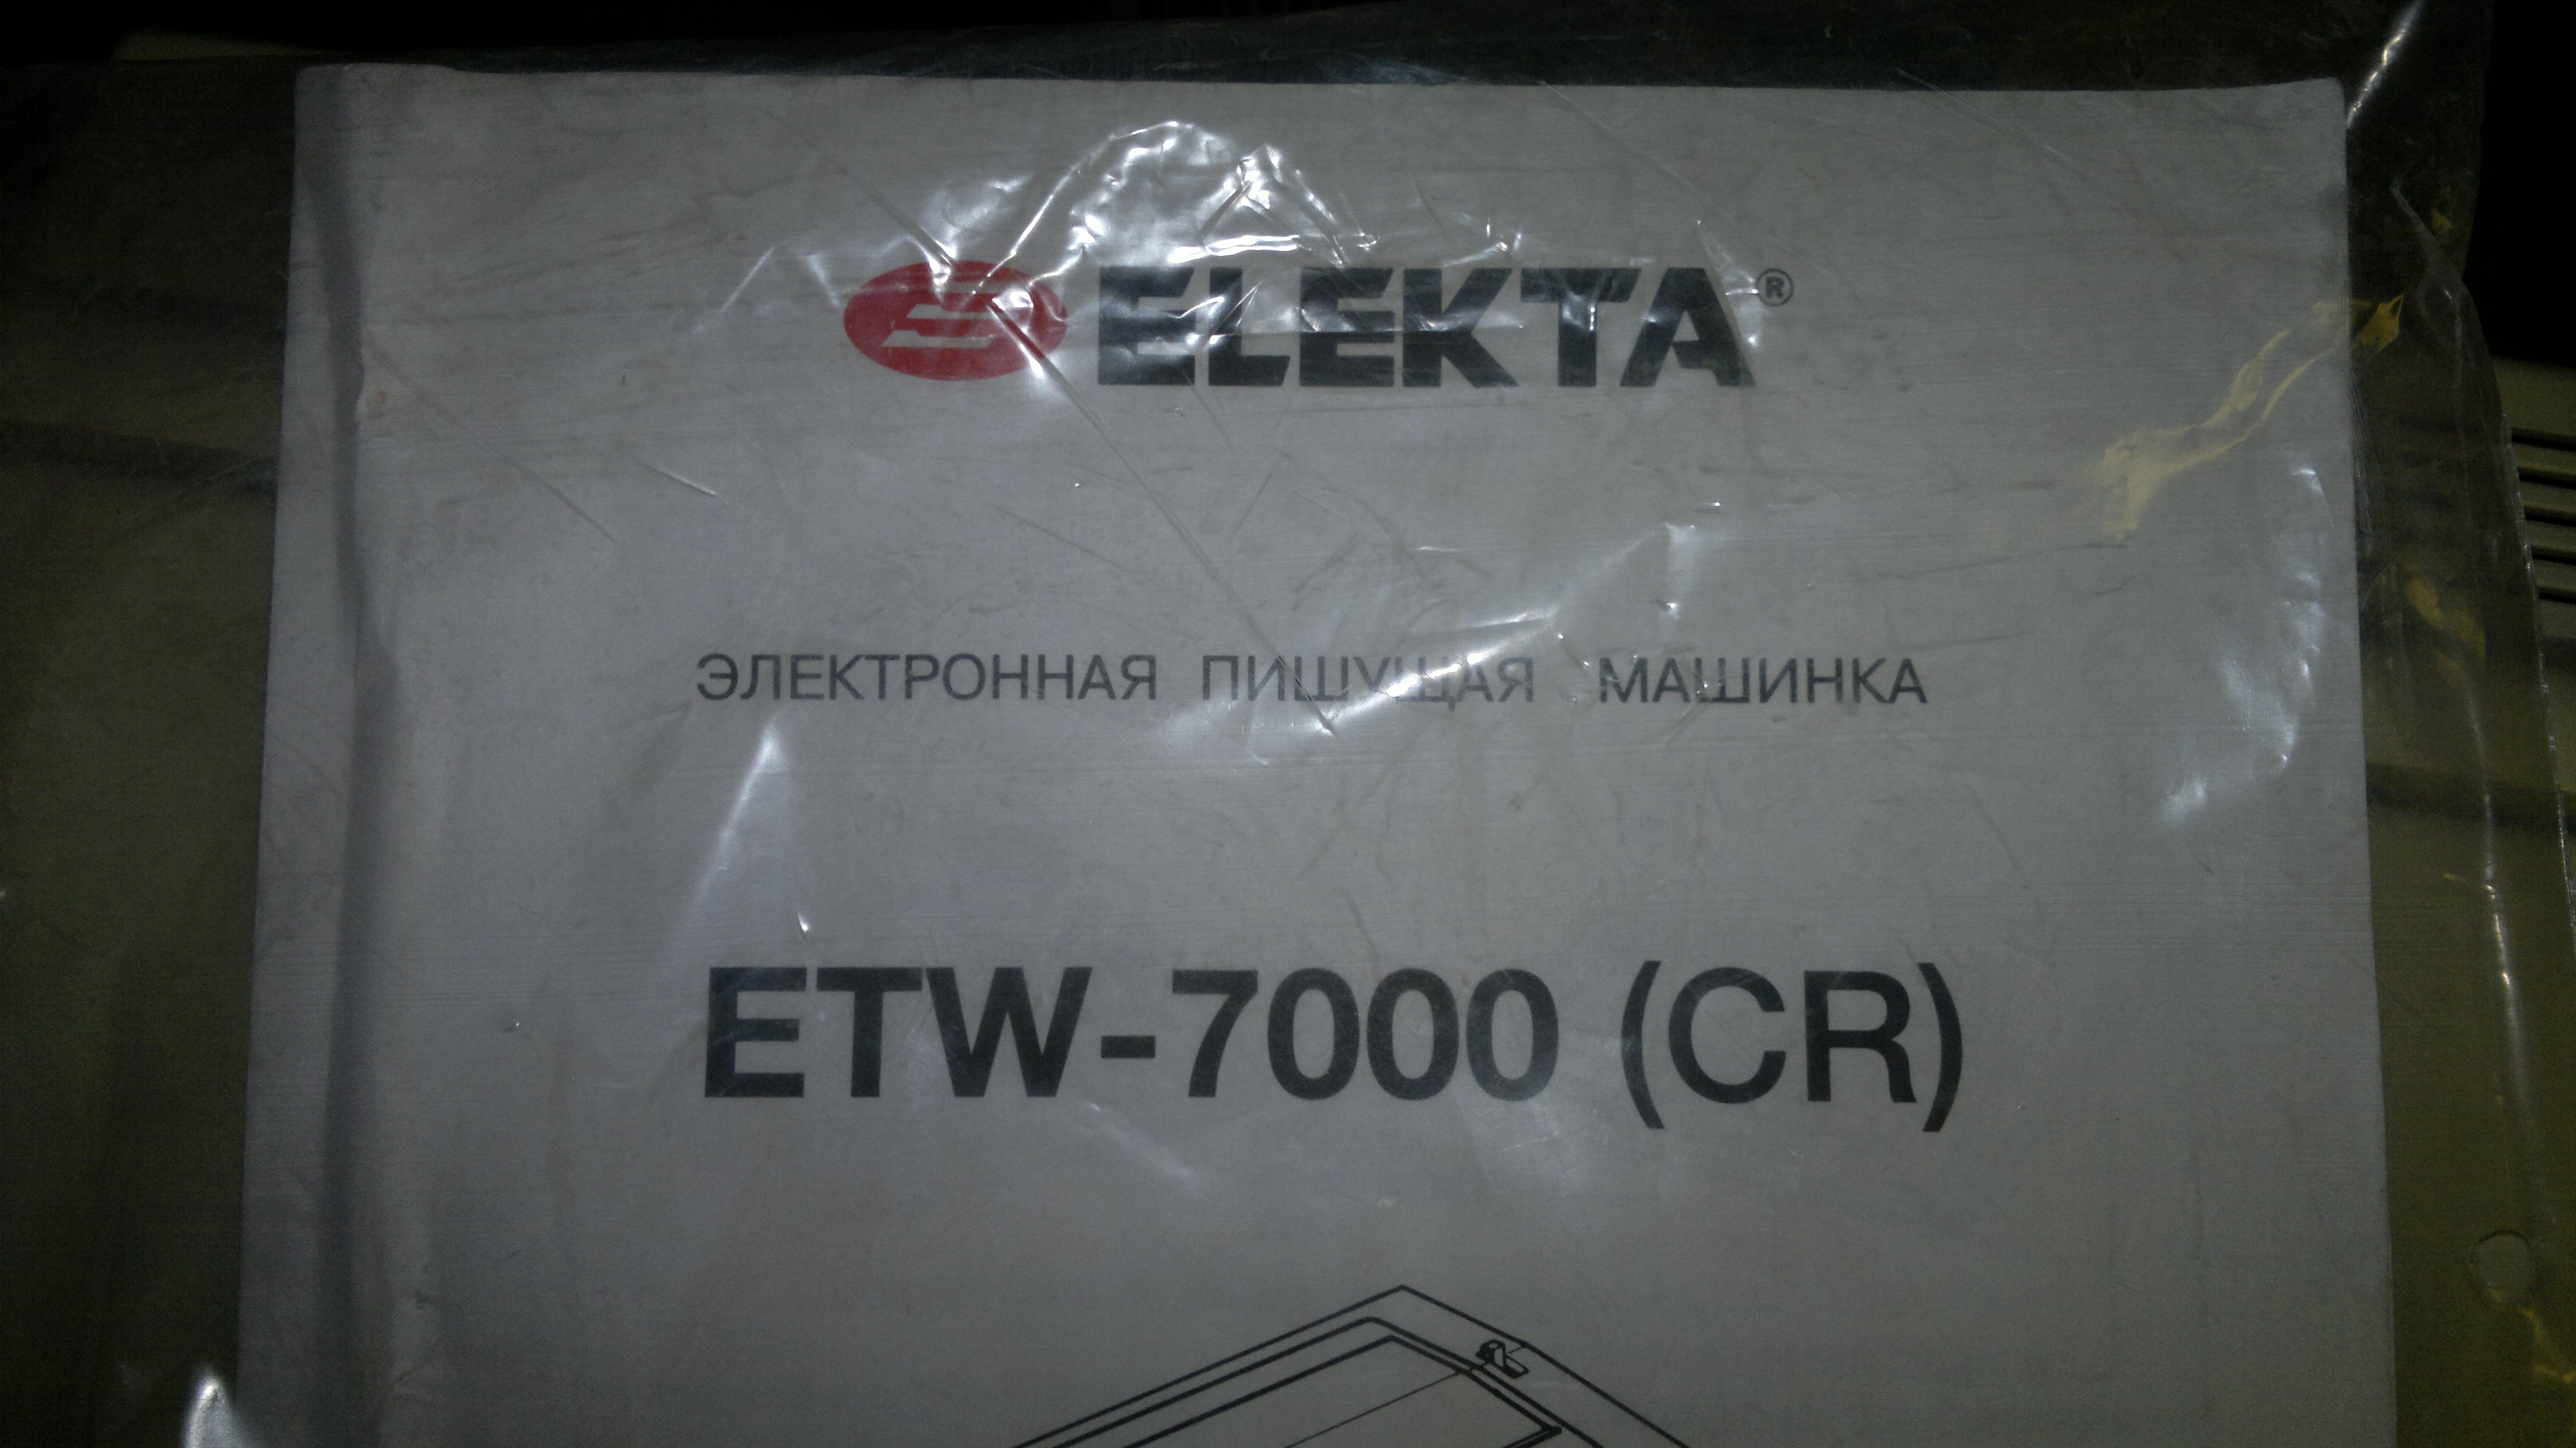 ELEKTA®
ЭЛЕКТРОННАЯ ПИШУЩАЯ МАШИНКА
ETW-7000 (CR)